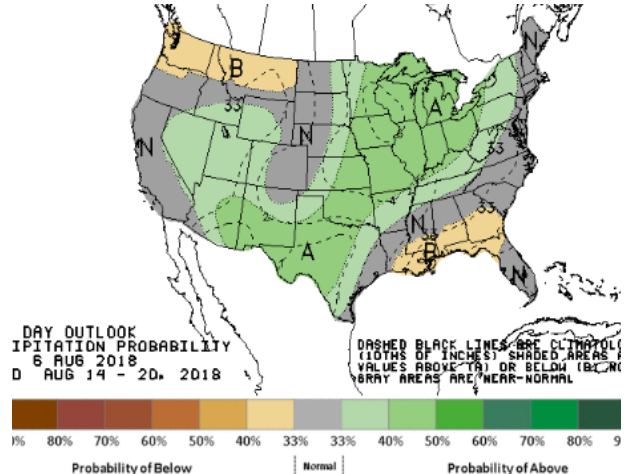 B
33
N
N
A
N
33
A
N
33
33
B
N
DAY OUTLOOK
IPITATION PROBABILITY
6 AUG 2018
D AUG 14 - 20, 2018
DASHED BLACK LINES ARE CLIMATOLO
(10THS OF INCHES) SHADED AREAS A
VALUES ABOVE (A) OR BELOW (B)
GRAY AREAS ARE NEAR-NORMAL
80% 70% 60% 50% 40% 33% 33% 40% 50% 60% 70% 80% 9
Probability of Below Normal Probability of Above